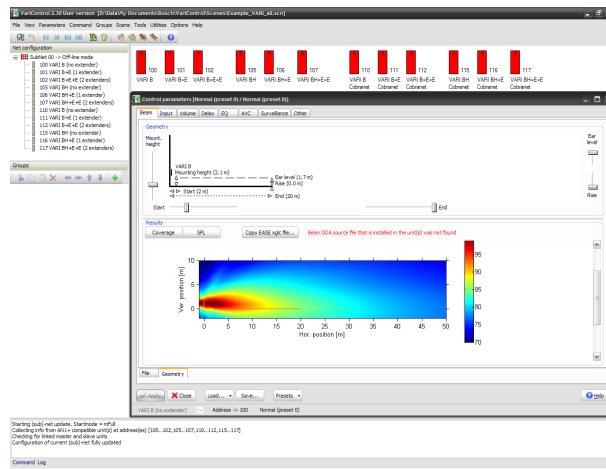 VariControl 2.30 User version [D:\Data\My Documents\Bosch\VariControl\Scenes\Example_VARI_all.scn]
File View Parameters Command Groups Scene Tools Utilities Options Help
Net configuration
SubNet 00 -> Off-line mode
100 VARI B (no extender)
101 VARI B+E (1 extender)
102 VARI B+E+E (2 extenders)
105 VARI BH (no extender)
106 VARI BH+E (1 extender)
107 VARI BH+E+E (2 extenders)
110 VARI B (no extender)
111 VARI B+E (1 extender)
112 VARI B+E+E (2 extenders)
115 VARI BH (no extender)
116 VARI BH+E (1 extender)
117 VARI BH+E+E (2 extenders)
Groups
100 101 102 105 106 107 110 111 112 115 116 117
VARI B VARI B+E VARI B+E+E VARI BH VARI BH+E VARI BH+E+E VARI B VARI B+E VARI B+E+E VARI BH VARI BH+E VARI BH+E+E
Cobranet Cobranet Cobranet Cobranet Cobranet Cobranet
Control parameters [Normal (preset 0) / Normal (preset 0)]
Beam Input Volume Delay EQ AVC Surveillance Other
Geometry
Mount. height
Ear level
VARI B
Mounting height (2.1 m)
Ear level (1.7 m)
Rise (0.0 m)
Start (2 m)
End (20 m)
Rise
Start
End
Results
Coverage SPL Copy EASE xglc file... Beam DDA source file that is installed in the unit(s) was not found
Ver. position [m]
10
5
0
0 5 10 15 20 25 30 35 40 45 50
Hor. position [m]
95
90
85
80
75
70
File Geometry
Apply Close Load... Save... Presets Help
VARI B (no extender) Address -> 100 Normal (preset 0)
Starting (sub)-net update. Startmode = mFull
Collecting info from ANI1+ compatible unit(s) at address(es) [100..102,105..107,110..112,115..117]
Checking for linked master and slave units
Configuration of current (sub)-net fully updated
Command Log